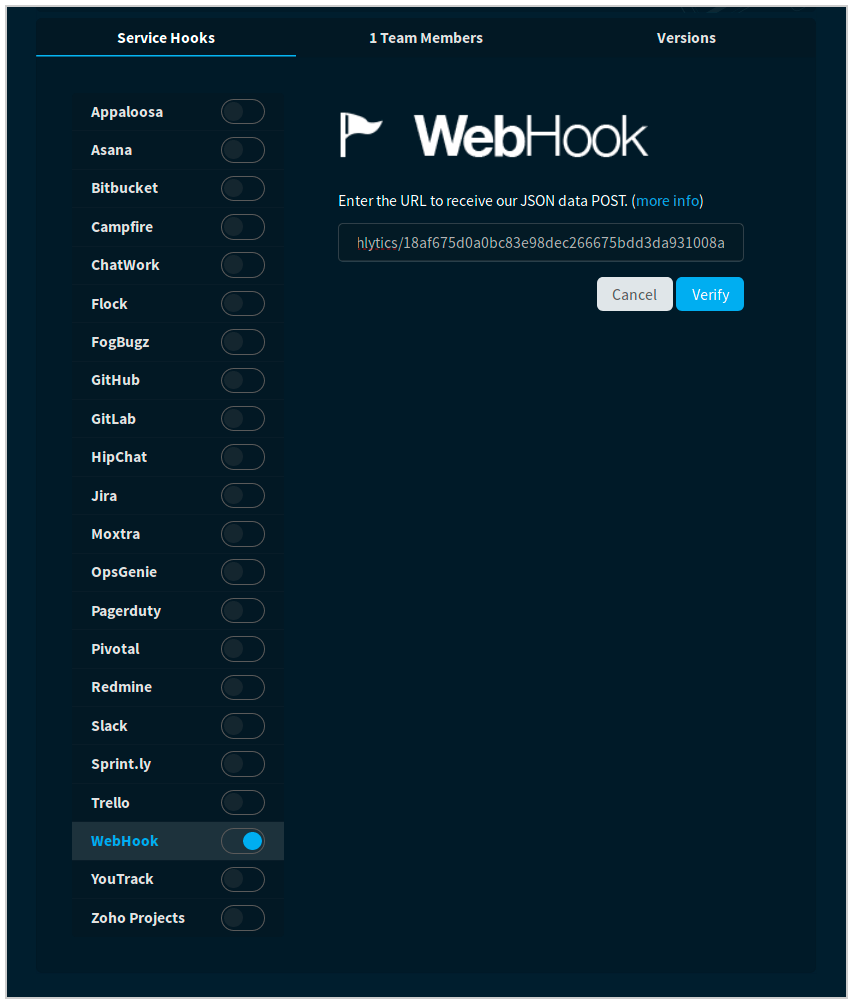 Service Hooks
1 Team Members
Versions
Appaloosa
Asana
Bitbucket
Campfire
ChatWork
Flock
FogBugz
GitHub
GitLab
HipChat
Jira
Moxtra
OpsGenie
Pagerduty
Pivotal
Redmine
Slack
Sprint.ly
Trello
WebHook
YouTrack
Zoho Projects
WebHook
Enter the URL to receive our JSON data POST. (more info)
hlytics/18af675d0a0bc83e98dec266675bdd3da931008a
Cancel
Verify